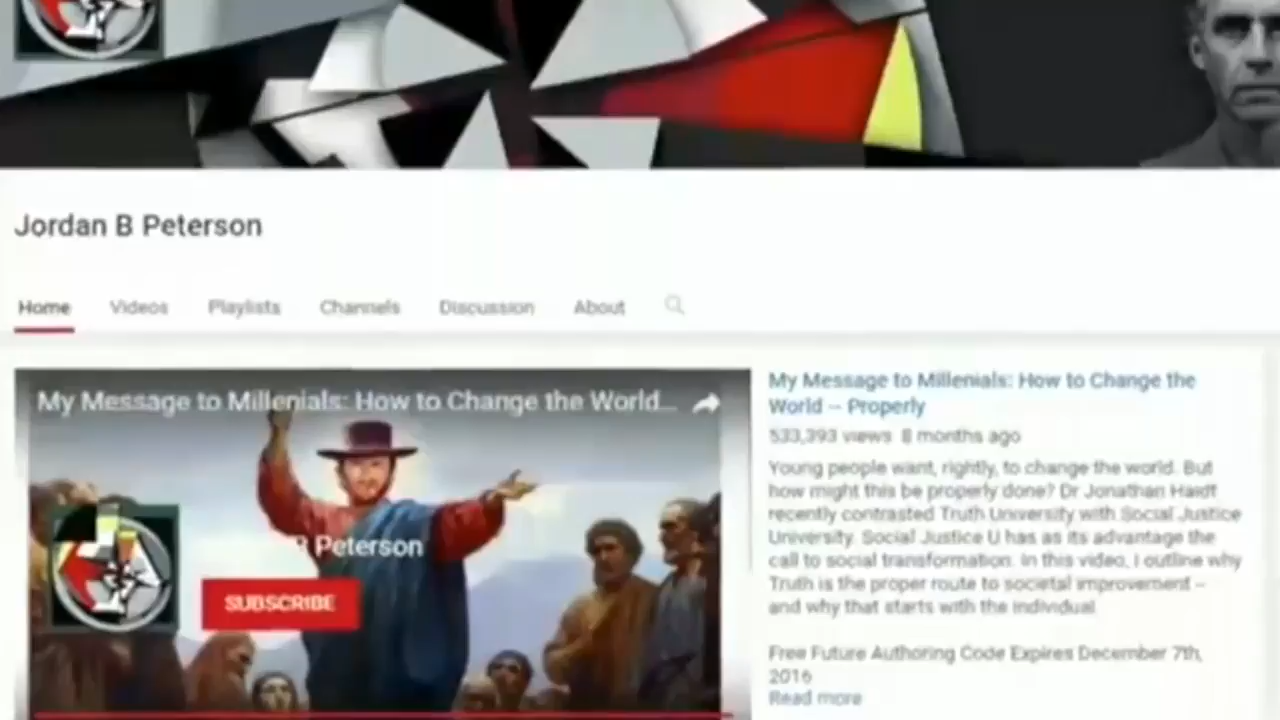 Jordan B Peterson
Home Videos Playlists Channels Discussion About
My Message to Millenials: How to Change the World...
B Peterson
SUBSCRIBE
My Message to Millenials: How to Change the
World -- Properly
533,393 views 8 months ago
Young people want, rightly, to change the world. But
how might this be properly done? Dr Jonathan Haidt
recently contrasted Truth University with Social Justice
University. Social Justice U has as its advantage the
call to social transformation. In this video, I outline why
Truth is the proper route to societal improvement --
and why that starts with the individual.
Free Future Authoring Code Expires December 7th,
2016
Read more